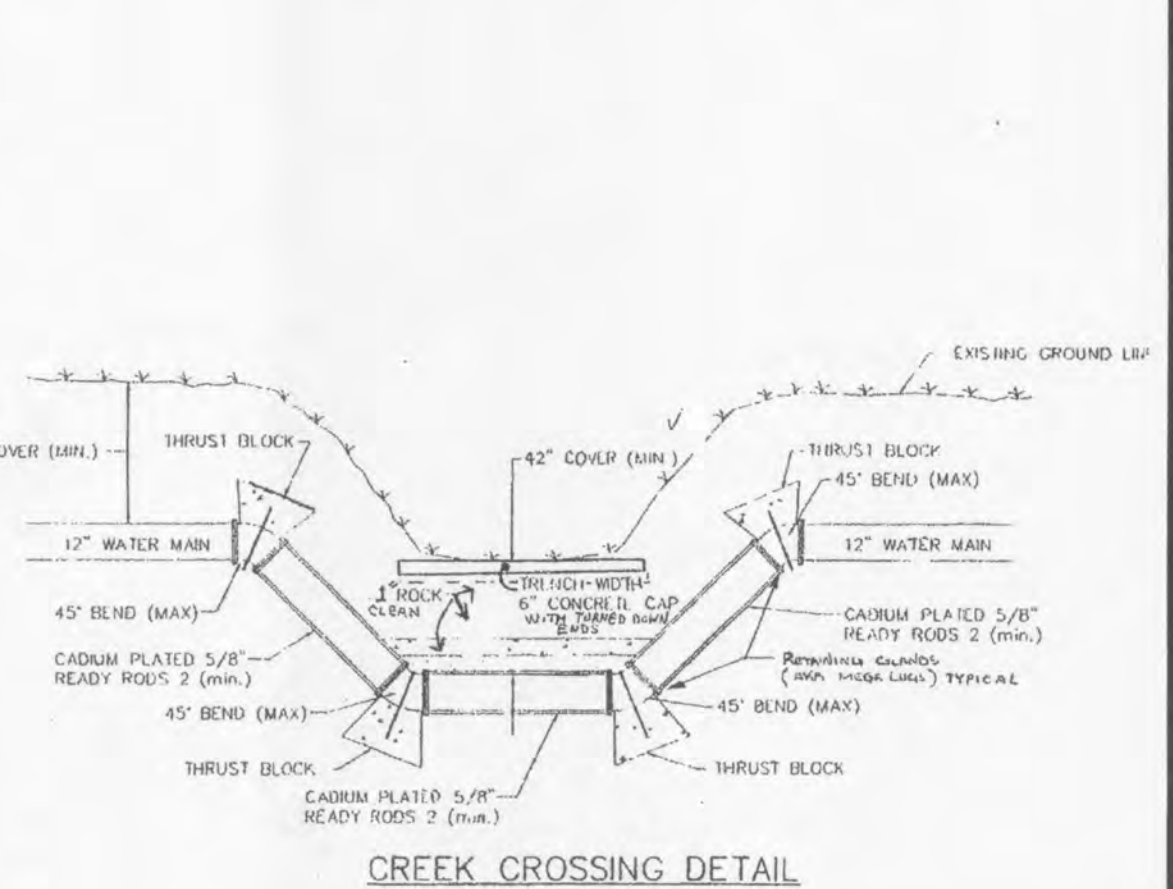 EXISTING GROUND LINE
OVER (MIN.)
THRUST BLOCK
42" COVER (MIN.)
THRUST BLOCK
45° BEND (MAX)
12" WATER MAIN
12" WATER MAIN
1" ROCK
CLEAN
TRENCH-WIDTH
6" CONCRETE CAP
WITH TURNED DOWN
ENDS
45° BEND (MAX)
CADIUM PLATED 5/8"
READY RODS 2 (min.)
CADIUM PLATED 5/8"
READY RODS 2 (min.)
RETAINING GLANDS
(AKA MEGA LUGS) TYPICAL
45° BEND (MAX)
45° BEND (MAX)
THRUST BLOCK
THRUST BLOCK
CADIUM PLATED 5/8"
READY RODS 2 (min.)
CREEK CROSSING DETAIL